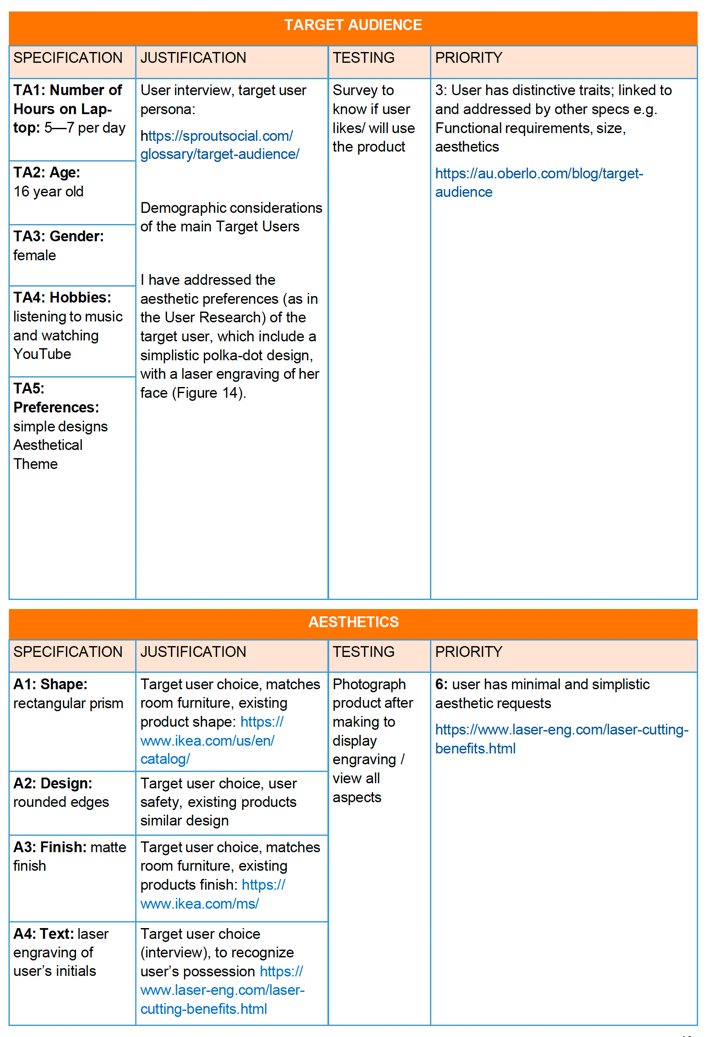 TARGET AUDIENCE
SPECIFICATION JUSTIFICATION TESTING PRIORITY
TA1: Number of
Hours on Lap-
top: 5—7 per day
TA2: Age:
16 year old
TA3: Gender:
female
TA4: Hobbies:
listening to music
and watching
YouTube
TA5:
Preferences:
simple designs
Aesthetical
Theme
User interview, target user
persona:
https://sproutsocial.com/
glossary/target-audience/
Demographic considerations
of the main Target Users
I have addressed the
aesthetic preferences (as in
the User Research) of the
target user, which include a
simplistic polka-dot design,
with a laser engraving of her
face (Figure 14).
Survey to
know if user
likes/ will use
the product
3: User has distinctive traits; linked to
and addressed by other specs e.g.
Functional requirements, size,
aesthetics
https://au.oberlo.com/blog/target-
audience
AESTHETICS
SPECIFICATION JUSTIFICATION TESTING PRIORITY
A1: Shape:
rectangular prism
Target user choice, matches
room furniture, existing
product shape: https://
www.ikea.com/us/en/
catalog/
A2: Design:
rounded edges
Target user choice, user
safety, existing products
similar design
A3: Finish: matte
finish
Target user choice, matches
room furniture, existing
products finish: https://
www.ikea.com/ms/
A4: Text: laser
engraving of
user’s initials
Target user choice
(interview), to recognize
user’s possession https://
www.laser-eng.com/laser-
cutting-benefits.html
Photograph
product after
making to
display
engraving /
view all
aspects
6: user has minimal and simplistic
aesthetic requests
https://www.laser-eng.com/laser-cutting-
benefits.html